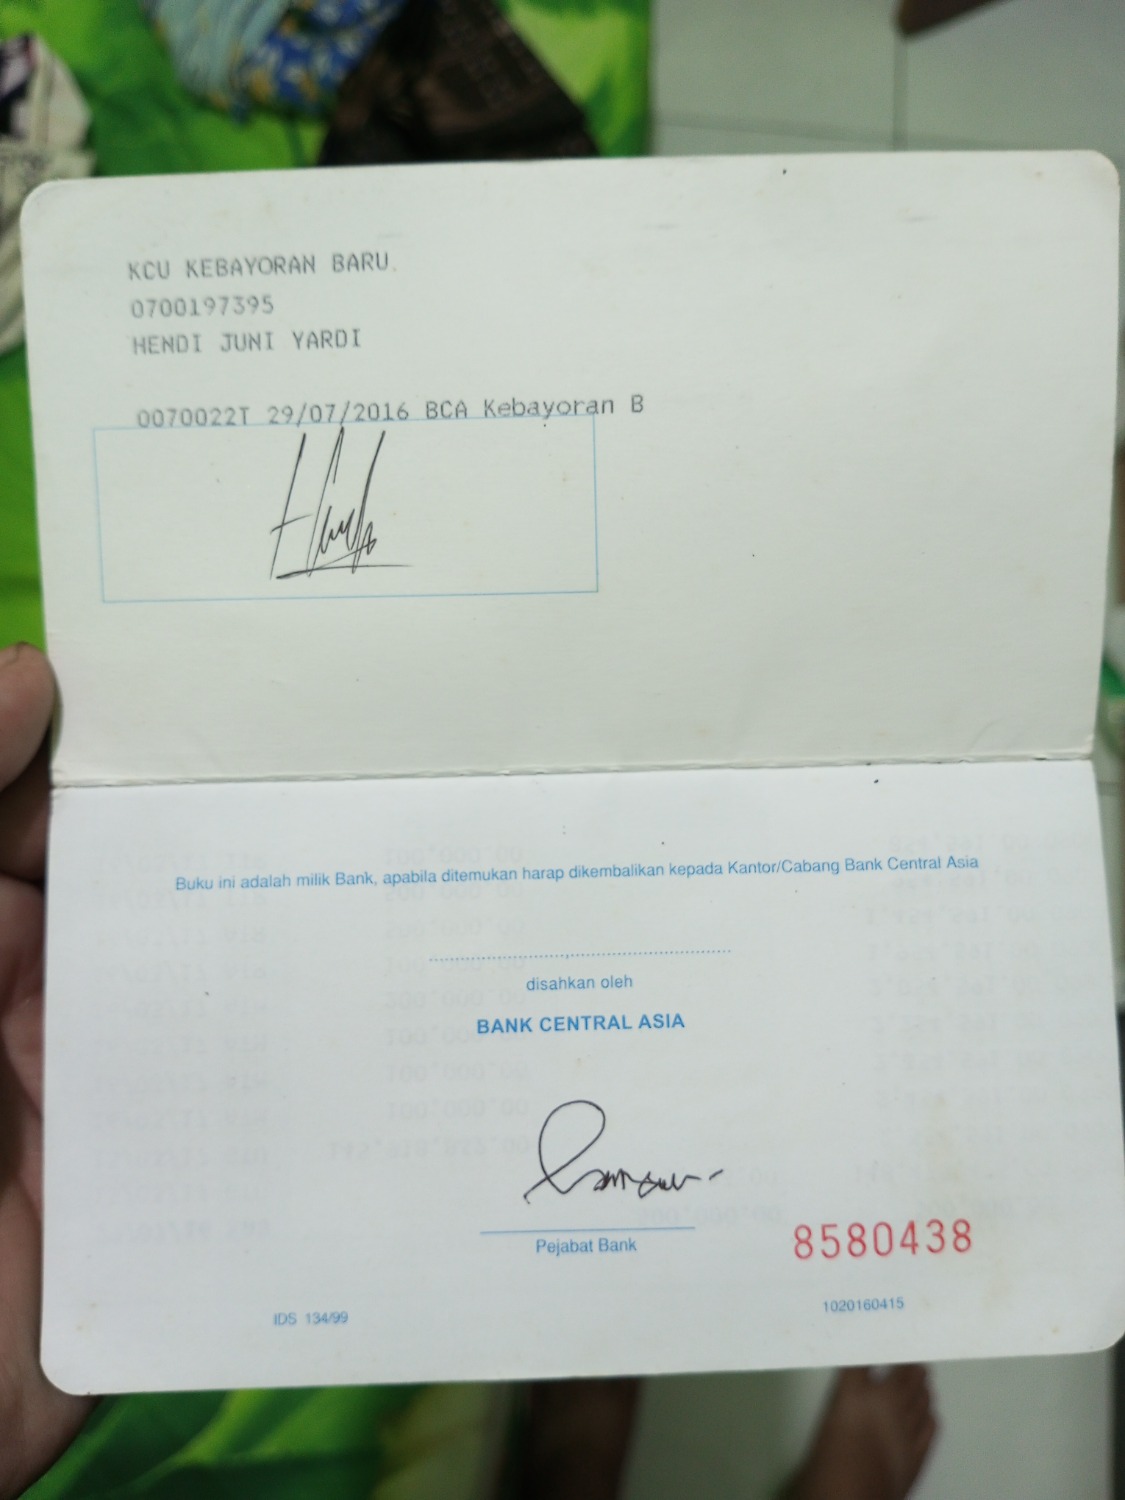 KCU KEBAYORAN BARU
0700197395
HENDI JUNI YARDI
0070022T 29/07/2016 BCA Kebayoran B
Buku ini adalah milik Bank, apabila ditemukan harap dikembalikan kepada Kantor/Cabang Bank Central Asia
disahkan oleh
BANK CENTRAL ASIA
Pejabat Bank
8580438
IDS 134/99
1020160415